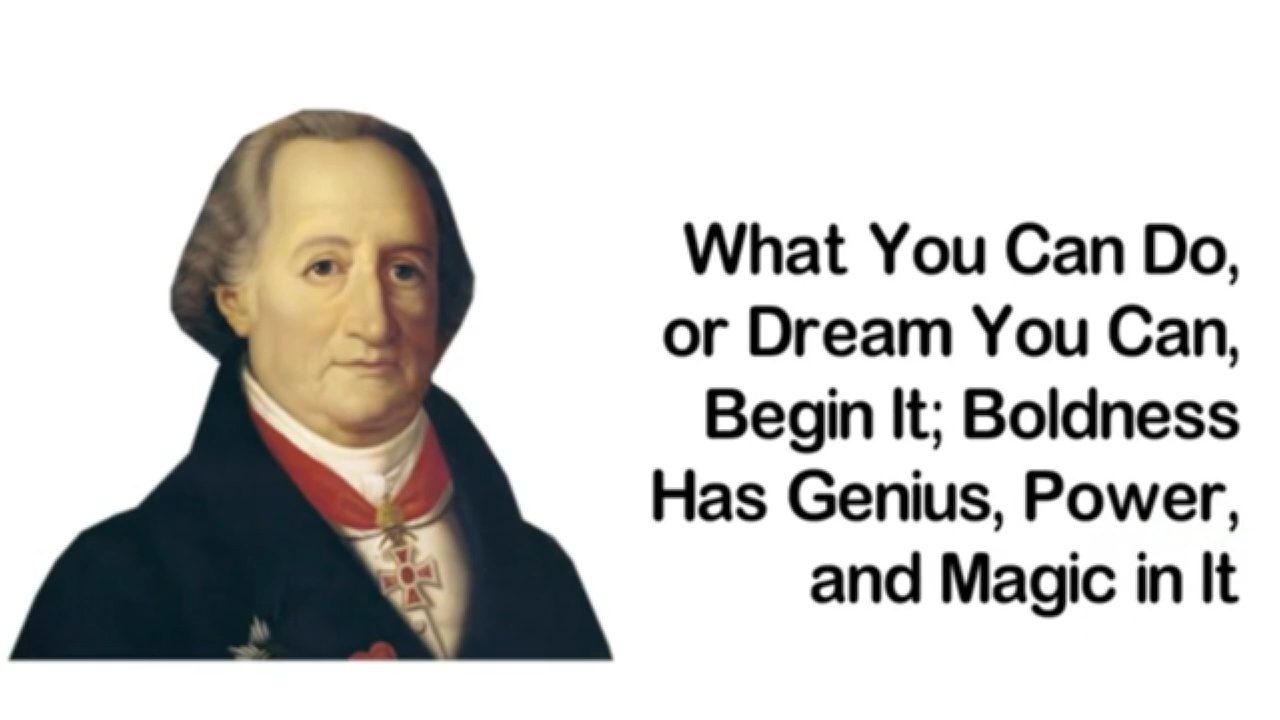 What You Can Do,
or Dream You Can,
Begin It; Boldness
Has Genius, Power,
and Magic in It